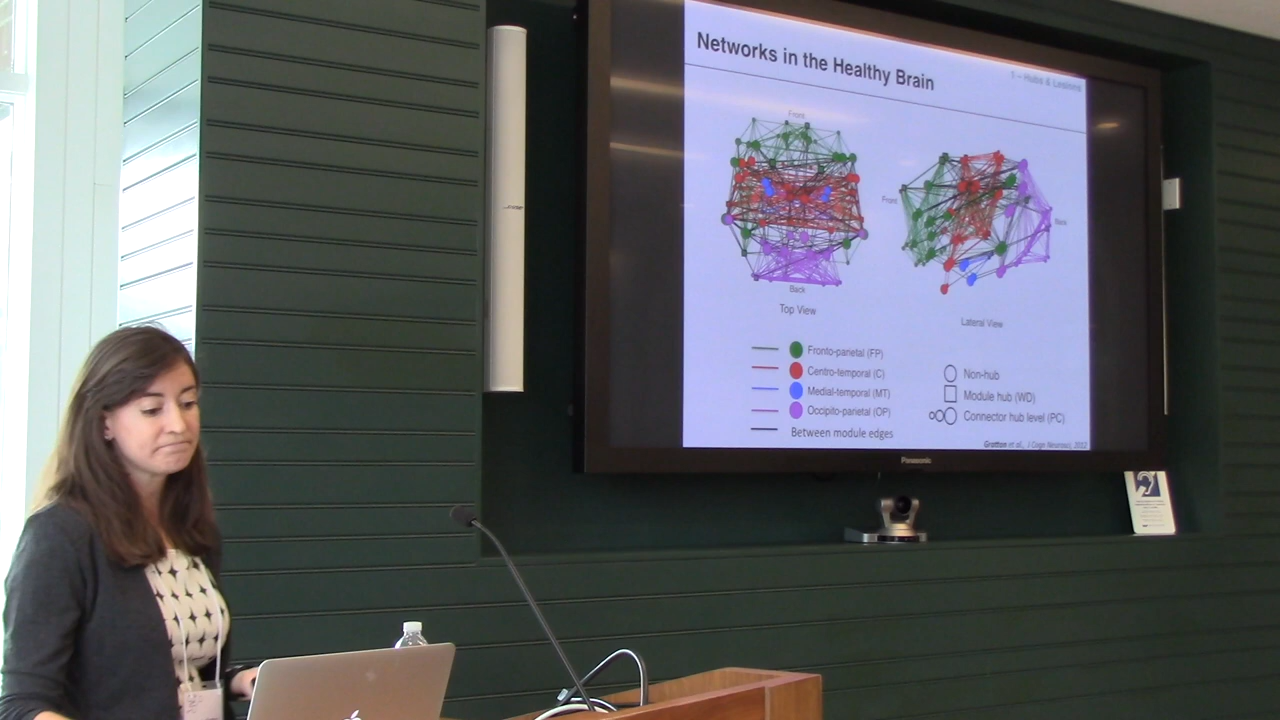 Networks in the Healthy Brain
1 – Hubs & Lesions
Front
Front
Back
Back
Top View
Lateral View
Fronto-parietal (FP)
Centro-temporal (C)
Medial-temporal (MT)
Occipito-parietal (OP)
Between module edges
Non-hub
Module hub (WD)
Connector hub level (PC)
Gratton et al., J Cogn Neurosci, 2012
Panasonic